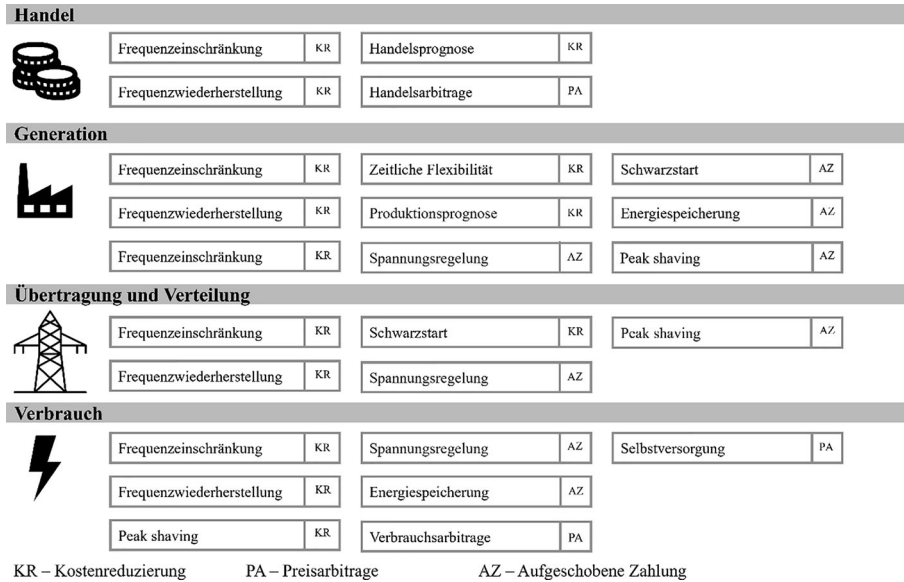 Handel
Frequenzeinschränkung KR Handelsprognose KR
Frequenzwiederherstellung KR Handelsarbitrage PA
Generation
Frequenzeinschränkung KR Zeitliche Flexibilität KR Schwarzstart AZ
Frequenzwiederherstellung KR Produktionsprognose KR Energiespeicherung AZ
Frequenzeinschränkung KR Spannungsregelung AZ Peak shaving AZ
Übertragung und Verteilung
Frequenzeinschränkung KR Schwarzstart KR Peak shaving AZ
Frequenzwiederherstellung KR Spannungsregelung AZ
Verbrauch
Frequenzeinschränkung KR Spannungsregelung AZ Selbstversorgung PA
Frequenzwiederherstellung KR Energiespeicherung AZ
Peak shaving KR Verbrauchsarbitrage PA
KR – Kostenreduzierung PA – Preisarbitrage AZ – Aufgeschobene Zahlung